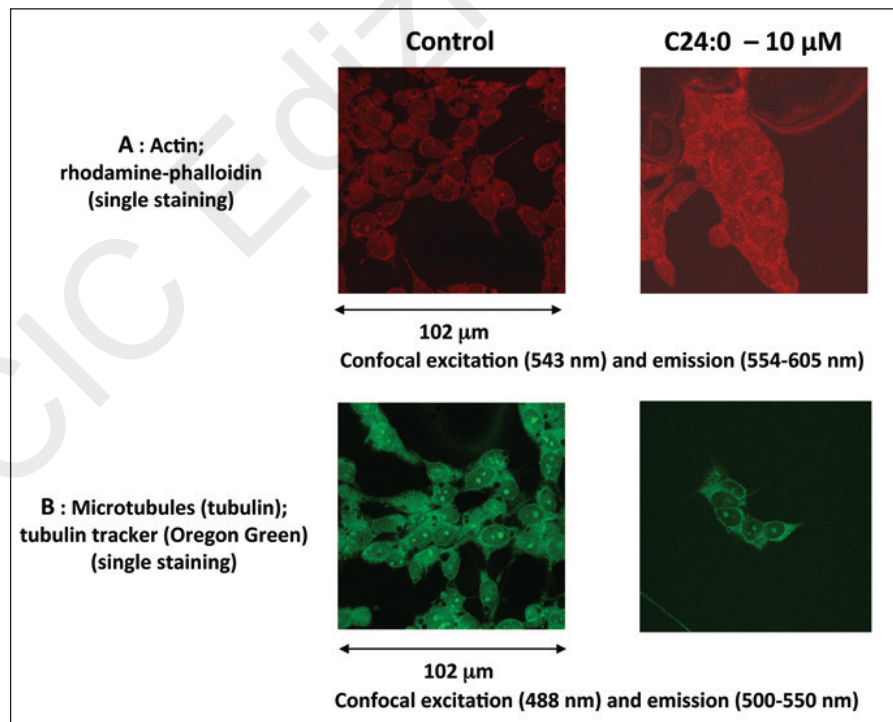 Control
C24:0 – 10 μM
A : Actin;
rhodamine-phalloidin
(single staining)
102 μm
Confocal excitation (543 nm) and emission (554-605 nm)
B : Microtubules (tubulin);
tubulin tracker (Oregon Green)
(single staining)
102 μm
Confocal excitation (488 nm) and emission (500-550 nm)
CIC Ediz